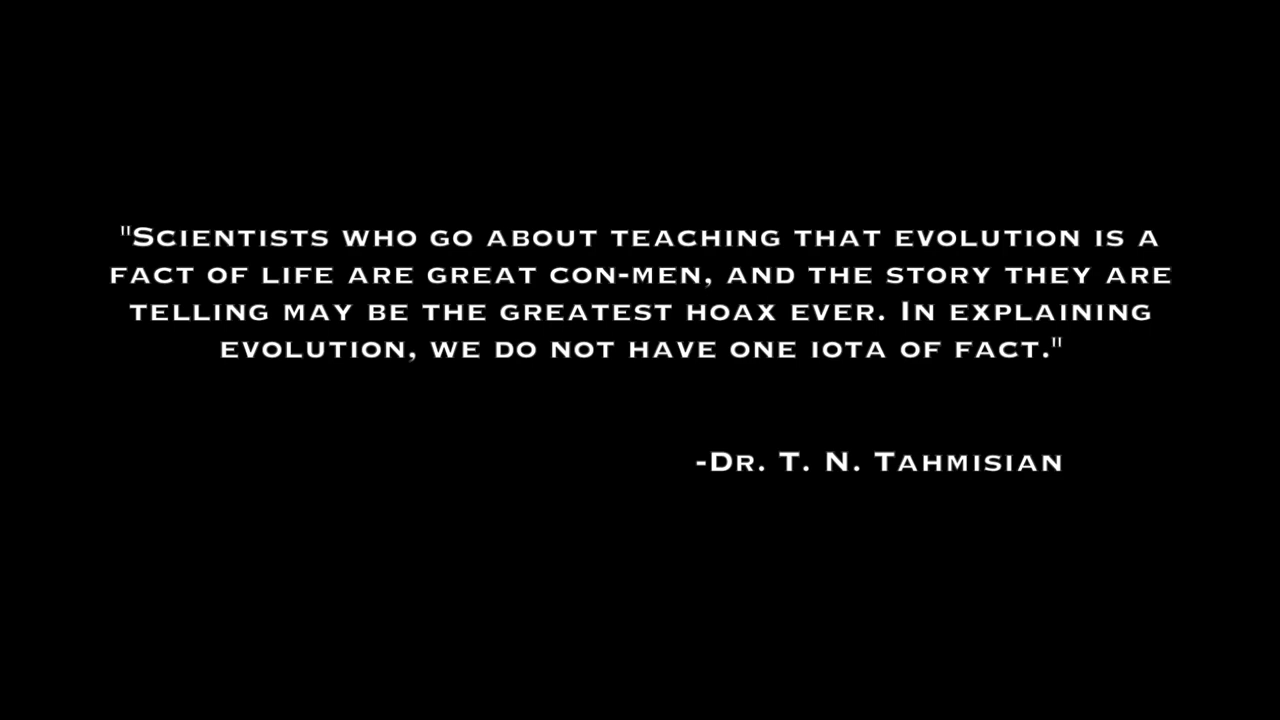 "Scientists who go about teaching that evolution is a
fact of life are great con-men, and the story they are
telling may be the greatest hoax ever. In explaining
evolution, we do not have one iota of fact."
-Dr. T. N. Tahmisian